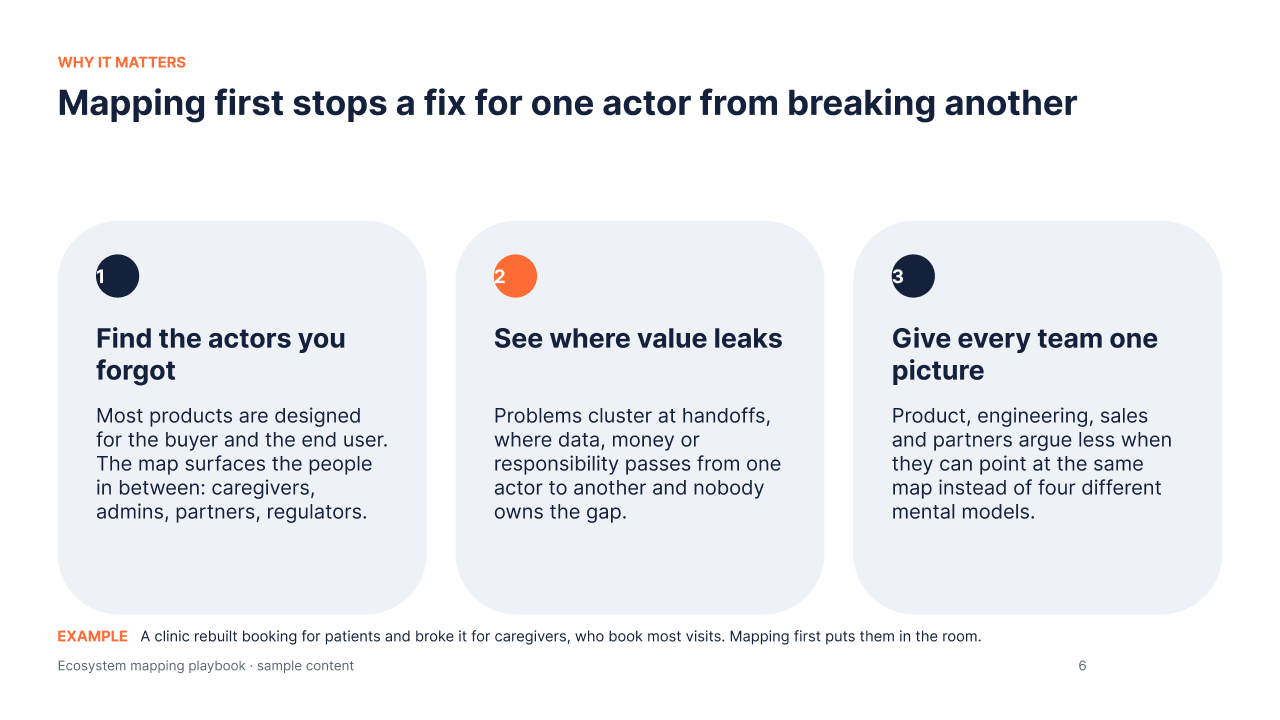 WHY IT MATTERS
Mapping first stops a fix for one actor from breaking another
1
Find the actors you
forgot
Most products are designed
for the buyer and the end user.
The map surfaces the people
in between: caregivers,
admins, partners, regulators.
2
See where value leaks
Problems cluster at handoffs,
where data, money or
responsibility passes from one
actor to another and nobody
owns the gap.
3
Give every team one
picture
Product, engineering, sales
and partners argue less when
they can point at the same
map instead of four different
mental models.
EXAMPLE A clinic rebuilt booking for patients and broke it for caregivers, who book most visits. Mapping first puts them in the room.
Ecosystem mapping playbook · sample content
6